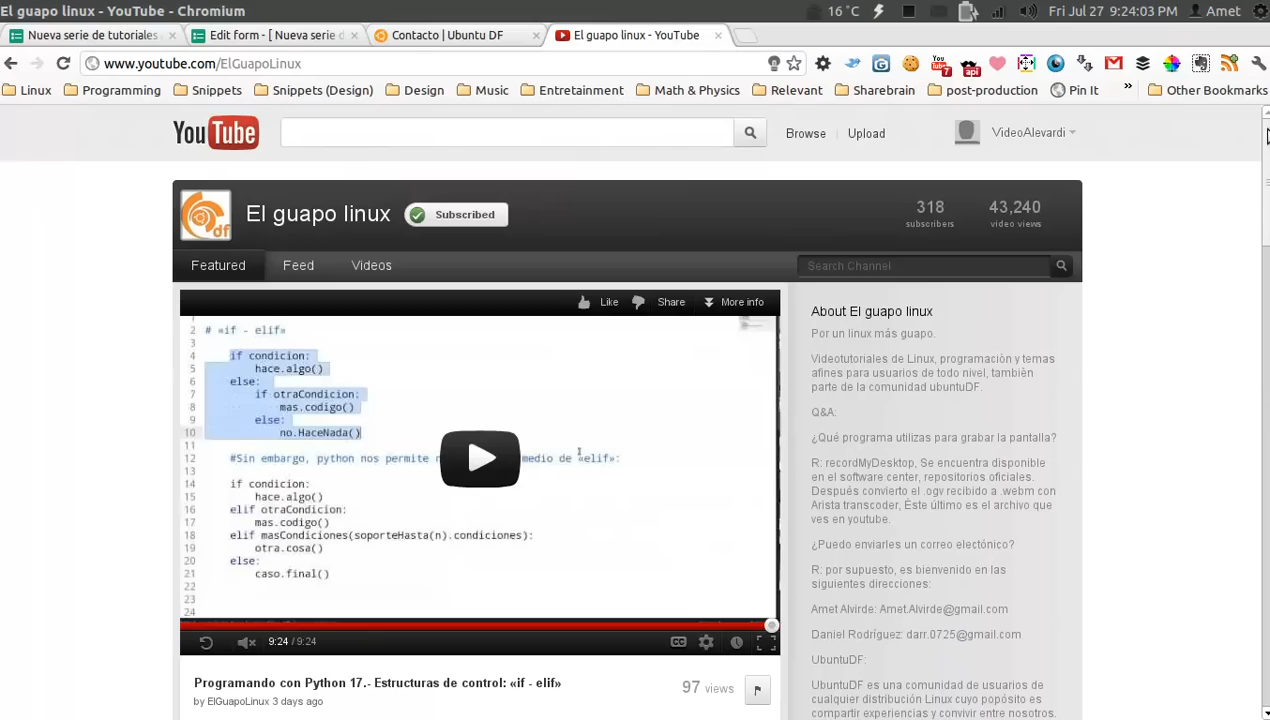 El guapo linux - YouTube - Chromium
16 °C
Fri Jul 27 9:24:03 PM
Amet
Nueva serie de tutoriales
Edit form - [ Nueva serie d
Contacto | Ubuntu DF
El guapo linux - YouTube
www.youtube.com/ElGuapoLinux
You
7
api
Linux
Programming
Snippets
Snippets (Design)
Design
Music
Entretainment
Math & Physics
Relevant
Sharebrain
post-production
Pin It
»
Other Bookmarks
YouTube
Browse
Upload
VideoAlevardi
df
El guapo linux
Subscribed
318
subscribers
43,240
video views
Featured
Feed
Videos
Search Channel
Like
Share
More info
1
2 # «if - elif»
3
4 if condicion:
5 hace.algo()
6 else:
7 if otraCondicion:
8 mas.codigo()
9 else:
10 no.HaceNada()
11
12 #Sin embargo, python nos permite medio de «elif»:
13
14 if condicion:
15 hace.algo()
16 elif otraCondicion:
17 mas.codigo()
18 elif masCondiciones(soporteHasta(n).condiciones):
19 otra.cosa()
20 else:
21 caso.final()
22
23
24
9:24 / 9:24
CC
Programando con Python 17.- Estructuras de control: «if - elif»
by ElGuapoLinux 3 days ago
97 views
About El guapo linux
Por un linux más guapo.
Videotutoriales de Linux, programaciòn y temas
afines para usuarios de todo nivel, tambièn
parte de la comunidad ubuntuDF.
Q&A:
¿Qué programa utilizas para grabar la pantalla?
R: recordMyDesktop, Se encuentra disponible
en el software center, repositorios oficiales.
Después convierto el .ogv recibido a .webm con
Arista transcoder, Éste último es el archivo que
ves en youtube.
¿Puedo enviarles un correo electónico?
R: por supuesto, es bienvenido en las
siguientes direcciones:
Amet Alvirde: Amet.Alvirde@gmail.com
Daniel Rodríguez: darr.0725@gmail.com
UbuntuDF:
UbuntuDF es una comunidad de usuarios de
cualquier distribución Linux cuyo popósito es
compartir experiencias y convivir entre nosotros.